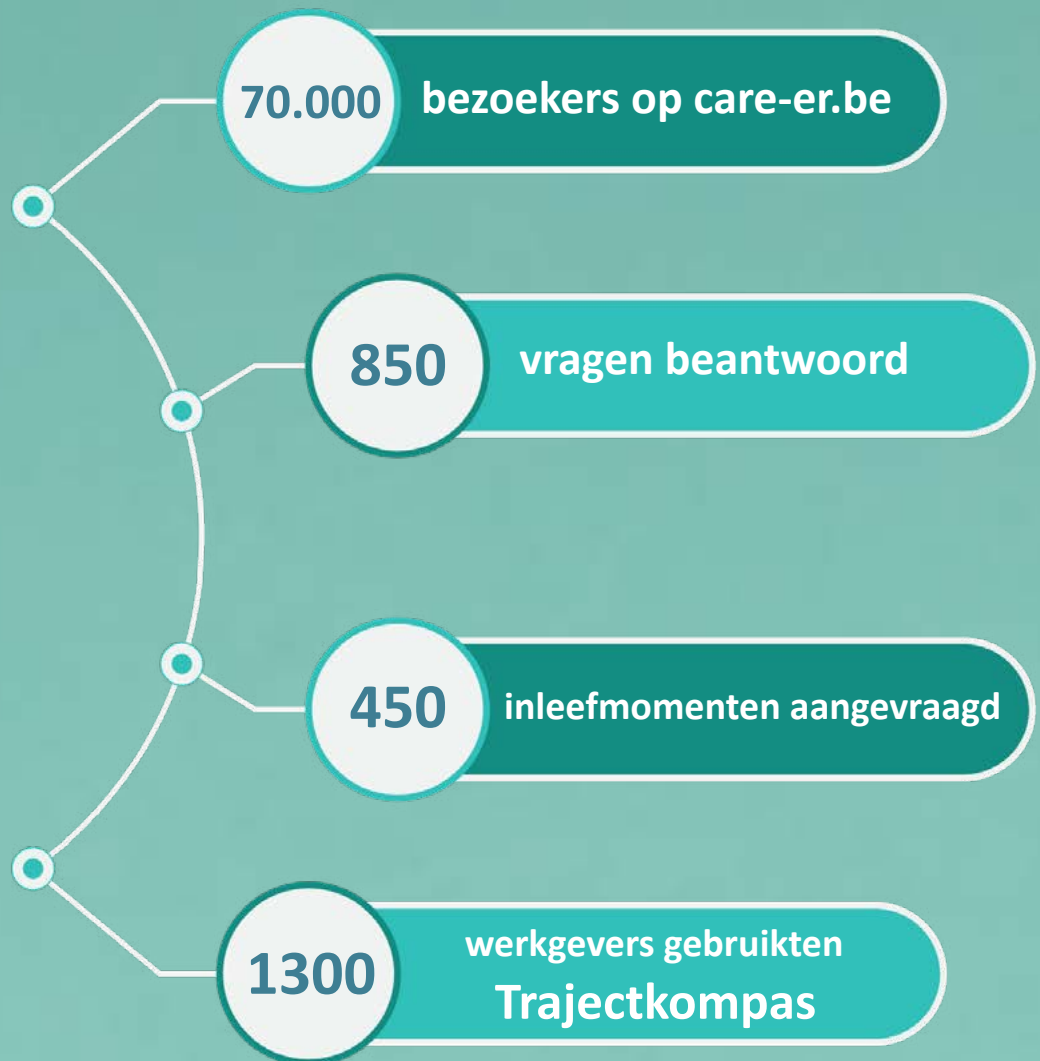 70.000
bezoekers op care-er.be
850
vragen beantwoord
450
inleefmomenten aangevraagd
1300
werkgevers gebruikten
Trajectkompas